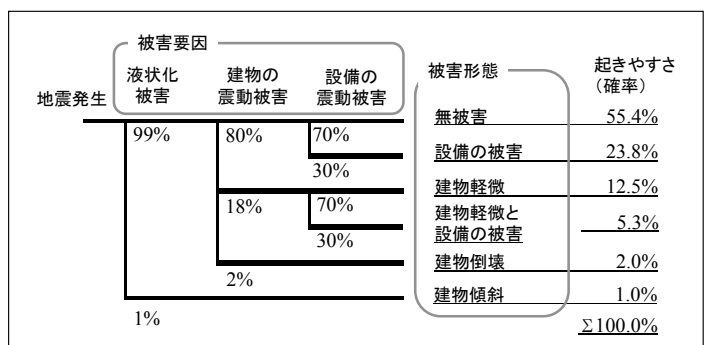 被害要因
液状化
被害
建物の
震動被害
設備の
震動被害
地震発生
被害形態
起きやすさ
（確率）
99%
80%
70%
無被害
55.4%
30%
設備の被害
23.8%
18%
70%
建物軽微
12.5%
30%
建物軽微と
設備の被害
5.3%
2%
建物倒壊
2.0%
1%
建物傾斜
1.0%
Σ100.0%